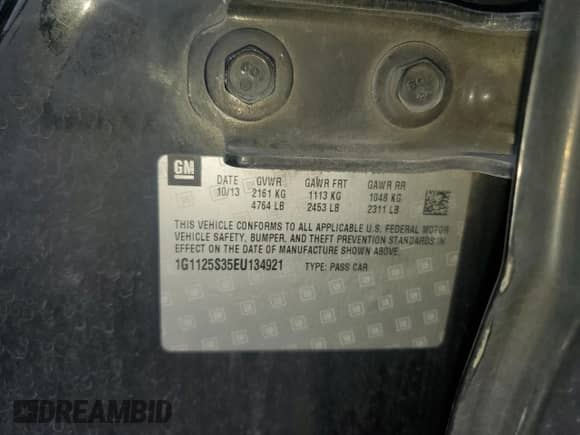 GM
DATE GVWR GAWR FRT GAWR RR
10/13 2161 KG 1113 KG 1048 KG
4764 LB 2453 LB 2311 LB
THIS VEHICLE CONFORMS TO ALL APPLICABLE U.S. FEDERAL MOTOR
VEHICLE SAFETY, BUMPER, AND THEFT PREVENTION STANDARDS IN
EFFECT ON THE DATE OF MANUFACTURE SHOWN ABOVE.
1G1125S35EU134921 TYPE: PASS CAR
DREAMBID